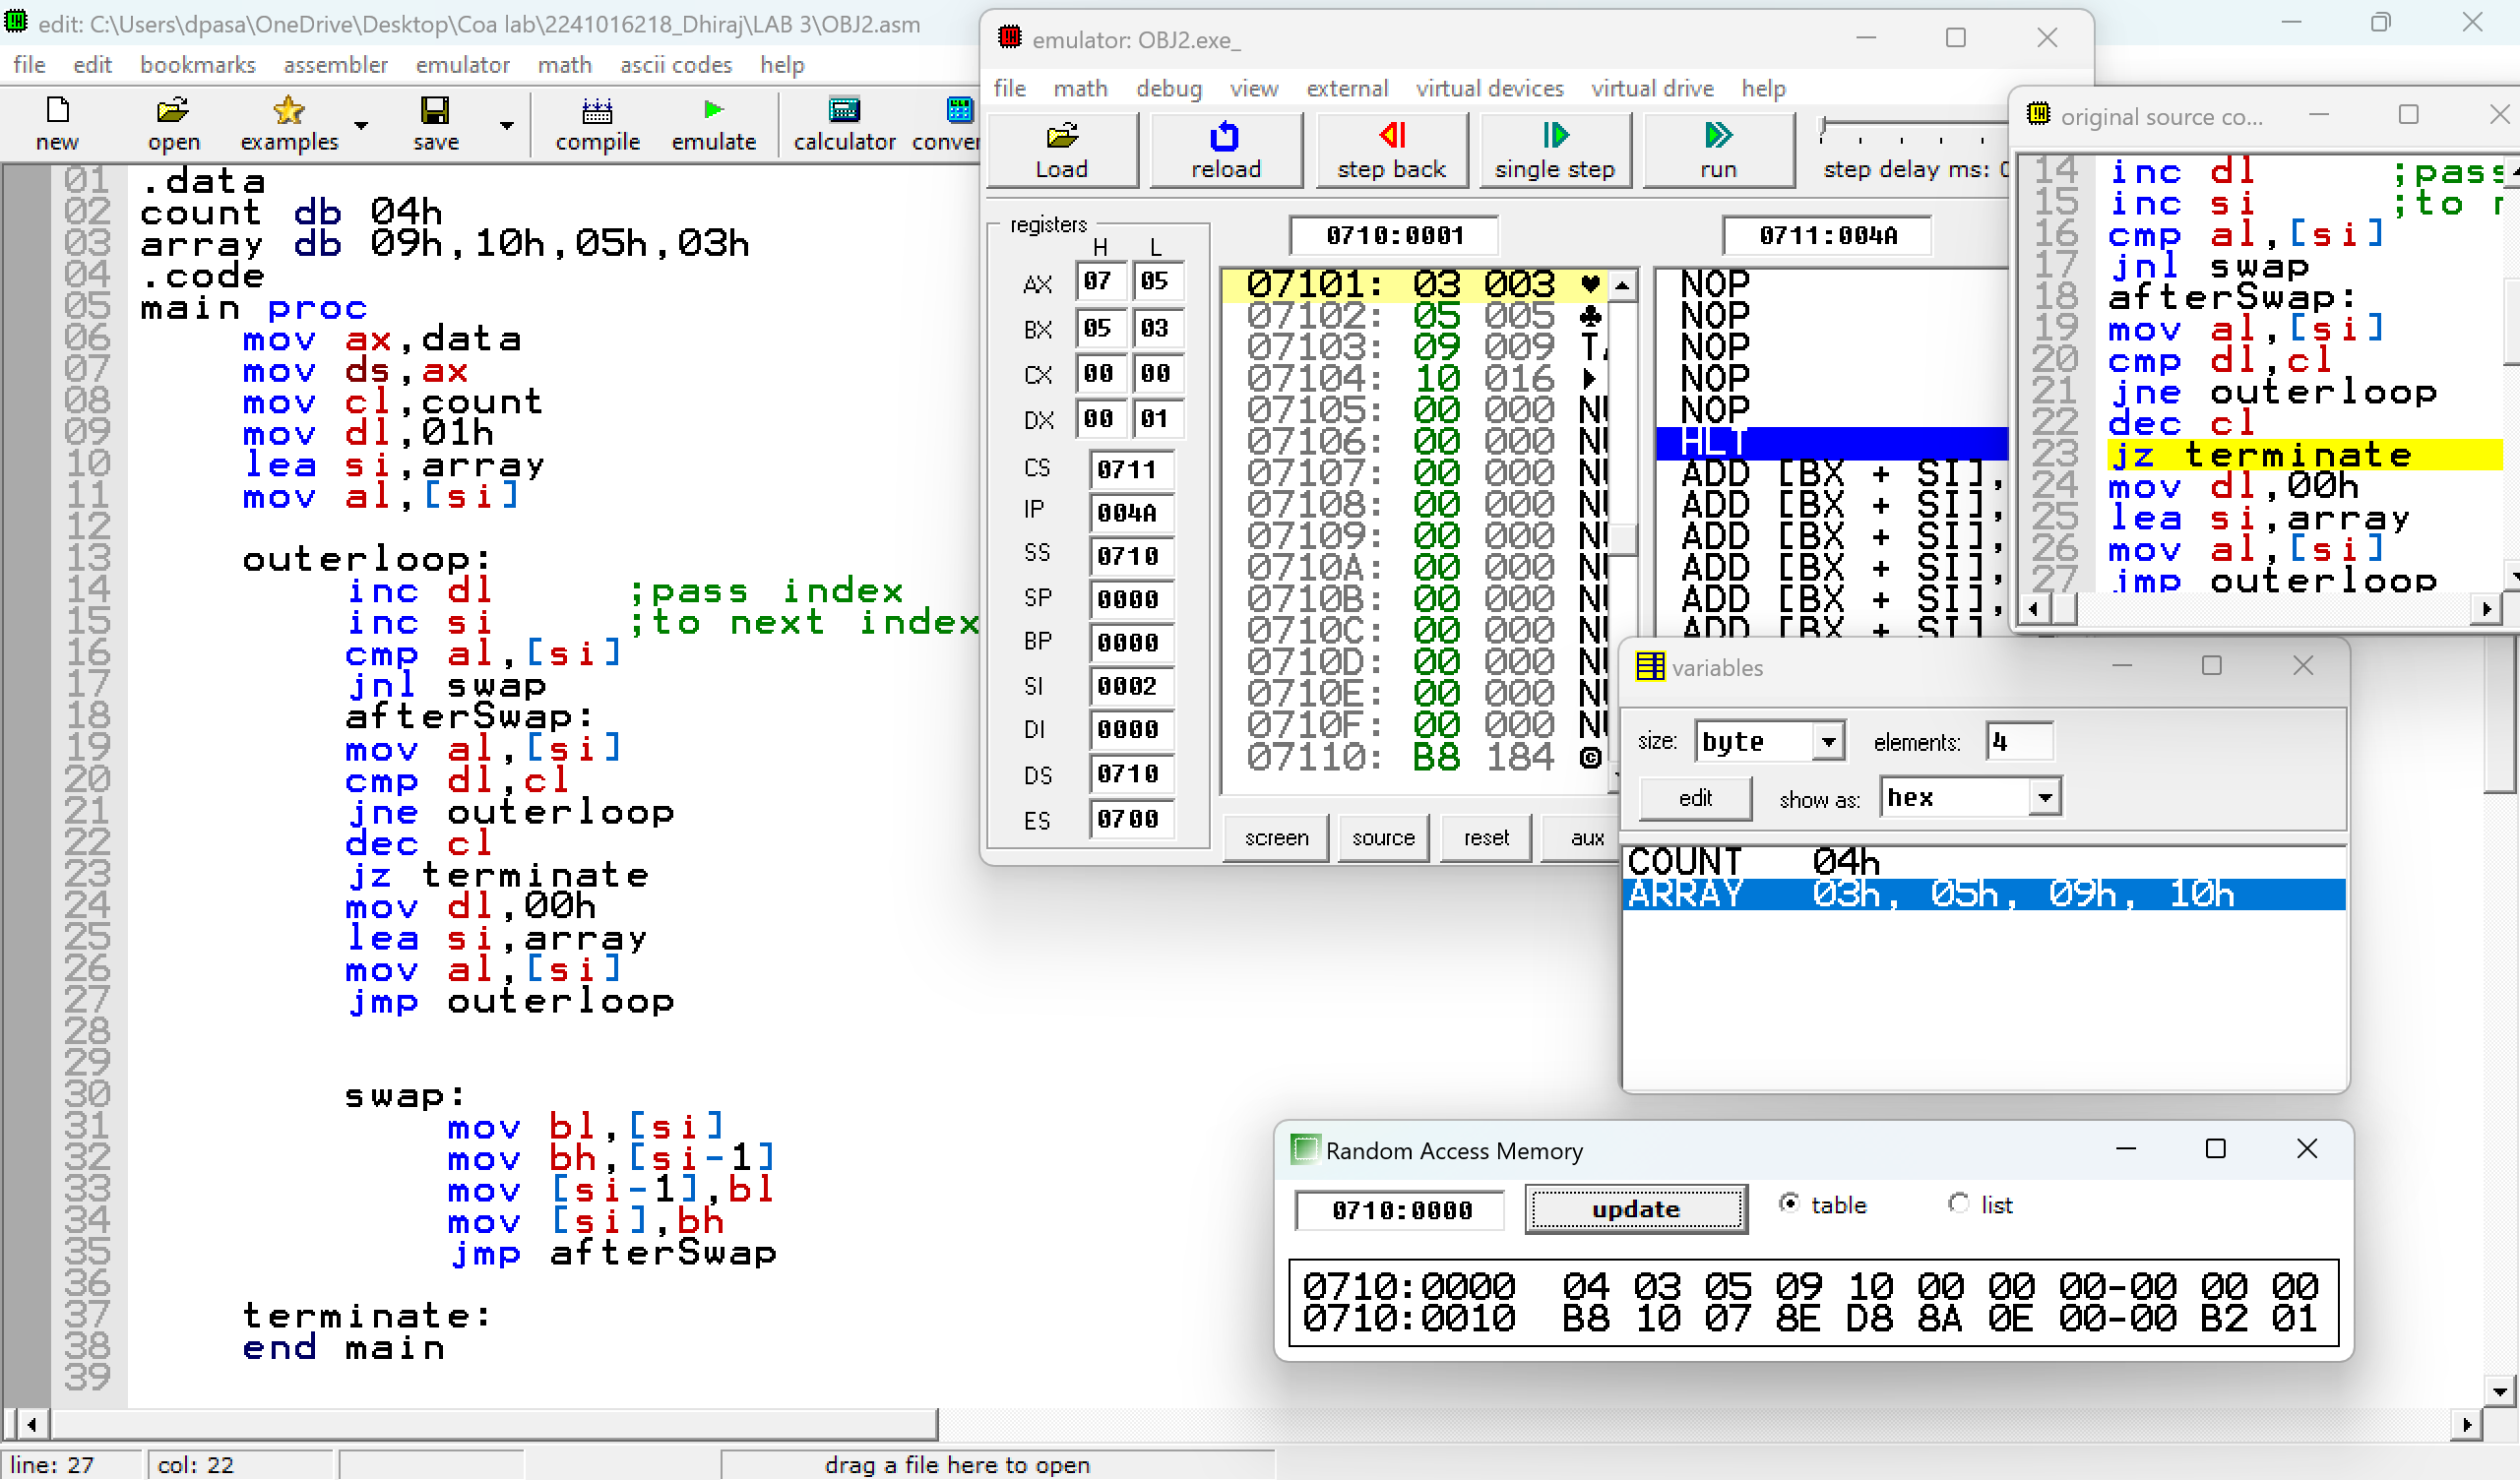 edit: C:\Users\dpasa\OneDrive\Desktop\Coa lab\2241016218_Dhiraj\LAB 3\OBJ2.asm
file edit bookmarks assembler emulator math ascii codes help
new open examples save compile emulate calculator
01 .data
02 count db 04h
03 array db 09h,10h,05h,03h
04 .code
05 main proc
06 mov ax,data
07 mov ds,ax
08 mov cl,count
09 mov dl,01h
10 lea si,array
11 mov al,[si]
12
13 outerloop:
14 inc dl ;pass index
15 inc si ;to next index
16 cmp al,[si]
17 jnl swap
18 afterSwap:
19 mov al,[si]
20 cmp dl,cl
21 jne outerloop
22 dec cl
23 jz terminate
24 mov dl,00h
25 lea si,array
26 mov al,[si]
27 jmp outerloop
28
29
30 swap:
31 mov bl,[si]
32 mov bh,[si-1]
33 mov [si-1],bl
34 mov [si],bh
35 jmp afterSwap
36
37 terminate:
38 end main
39
line: 27 col: 22 drag a file here to open
emulator: OBJ2.exe_
file math debug view external virtual devices virtual drive help
Load reload step back single step run step delay ms: 0
registers 0710:0001 0711:004A
H L
AX 07 05
BX 05 03
CX 00 00
DX 00 01
CS 0711
IP 004A
SS 0710
SP 0000
BP 0000
SI 0002
DI 0000
DS 0710
ES 0700
07101: 03 003 ♥
07102: 05 005 ♣
07103: 09 009
07104: 10 016 ►
07105: 00 000
07106: 00 000
07107: 00 000
07108: 00 000
07109: 00 000
0710A: 00 000
0710B: 00 000
0710C: 00 000
0710D: 00 000
0710E: 00 000
0710F: 00 000
07110: B8 184
NOP
NOP
NOP
NOP
NOP
HLT
ADD [BX + SI],
ADD [BX + SI],
ADD [BX + SI],
ADD [BX + SI],
ADD [BX + SI],
ADD [BX + SI]
screen source reset aux
original source co...
14 inc dl ;pass
15 inc si ;to
16 cmp al,[si]
17 jnl swap
18 afterSwap:
19 mov al,[si]
20 cmp dl,cl
21 jne outerloop
22 dec cl
23 jz terminate
24 mov dl,00h
25 lea si,array
26 mov al,[si]
27 jmp outerloop
variables
size: byte elements: 4
edit show as: hex
COUNT 04h
ARRAY 03h, 05h, 09h, 10h
Random Access Memory
0710:0000 update table list
0710:0000 04 03 05 09 10 00 00 00-00 00 00
0710:0010 B8 10 07 8E D8 8A 0E 00-00 B2 01